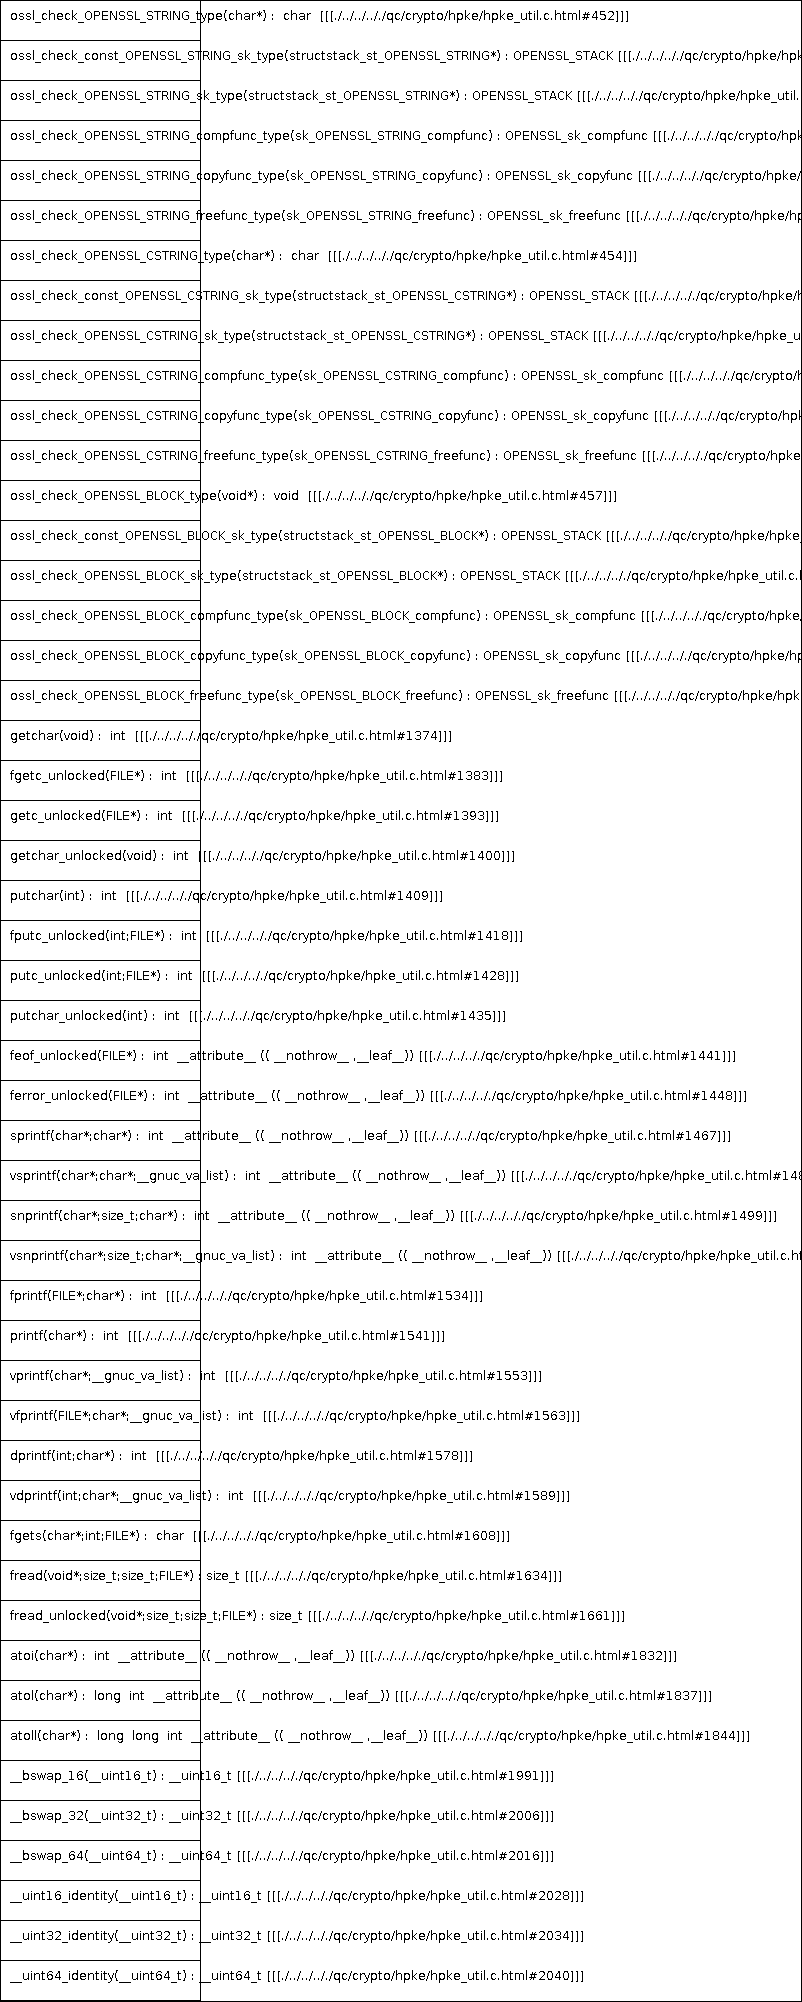 ossl_check_OPENSSL_STRING_type(char*) : char [[[./../../../qc/crypto/hpke/hpke_util.c.html#452]]]
ossl_check_const_OPENSSL_STRING_sk_type(structstack_st_OPENSSL_STRING*) : OPENSSL_STACK [[[./../../../qc/crypto/hpke/hpk
ossl_check_OPENSSL_STRING_sk_type(structstack_st_OPENSSL_STRING*) : OPENSSL_STACK [[[./../../../qc/crypto/hpke/hpke_util.
ossl_check_OPENSSL_STRING_compfunc_type(sk_OPENSSL_STRING_compfunc) : OPENSSL_sk_compfunc [[[./../../../qc/crypto/hpk
ossl_check_OPENSSL_STRING_copyfunc_type(sk_OPENSSL_STRING_copyfunc) : OPENSSL_sk_copyfunc [[[./../../../qc/crypto/hpke/
ossl_check_OPENSSL_STRING_freefunc_type(sk_OPENSSL_STRING_freefunc) : OPENSSL_sk_freefunc [[[./../../../qc/crypto/hpke/hp
ossl_check_OPENSSL_CSTRING_type(char*) : char [[[./../../../qc/crypto/hpke/hpke_util.c.html#454]]]
ossl_check_const_OPENSSL_CSTRING_sk_type(structstack_st_OPENSSL_CSTRING*) : OPENSSL_STACK [[[./../../../qc/crypto/hpke/h
ossl_check_OPENSSL_CSTRING_sk_type(structstack_st_OPENSSL_CSTRING*) : OPENSSL_STACK [[[./../../../qc/crypto/hpke/hpke_u
ossl_check_OPENSSL_CSTRING_compfunc_type(sk_OPENSSL_CSTRING_compfunc) : OPENSSL_sk_compfunc [[[./../../../qc/crypto/h
ossl_check_OPENSSL_CSTRING_copyfunc_type(sk_OPENSSL_CSTRING_copyfunc) : OPENSSL_sk_copyfunc [[[./../../../qc/crypto/hpk
ossl_check_OPENSSL_CSTRING_freefunc_type(sk_OPENSSL_CSTRING_freefunc) : OPENSSL_sk_freefunc [[[./../../../qc/crypto/hpke
ossl_check_OPENSSL_BLOCK_type(void*) : void [[[./../../../qc/crypto/hpke/hpke_util.c.html#457]]]
ossl_check_const_OPENSSL_BLOCK_sk_type(structstack_st_OPENSSL_BLOCK*) : OPENSSL_STACK [[[./../../../qc/crypto/hpke/hpke_
ossl_check_OPENSSL_BLOCK_sk_type(structstack_st_OPENSSL_BLOCK*) : OPENSSL_STACK [[[./../../../qc/crypto/hpke/hpke_util.c.h
ossl_check_OPENSSL_BLOCK_compfunc_type(sk_OPENSSL_BLOCK_compfunc) : OPENSSL_sk_compfunc [[[./../../../qc/crypto/hpke/
ossl_check_OPENSSL_BLOCK_copyfunc_type(sk_OPENSSL_BLOCK_copyfunc) : OPENSSL_sk_copyfunc [[[./../../../qc/crypto/hpke/hp
ossl_check_OPENSSL_BLOCK_freefunc_type(sk_OPENSSL_BLOCK_freefunc) : OPENSSL_sk_freefunc [[[./../../../qc/crypto/hpke/hpk
getchar(void) : int [[[./../../../qc/crypto/hpke/hpke_util.c.html#1374]]]
fgetc_unlocked(FILE*) : int [[[./../../../qc/crypto/hpke/hpke_util.c.html#1383]]]
getc_unlocked(FILE*) : int [[[./../../../qc/crypto/hpke/hpke_util.c.html#1393]]]
getchar_unlocked(void) : int [[[./../../../qc/crypto/hpke/hpke_util.c.html#1400]]]
putchar(int) : int [[[./../../../qc/crypto/hpke/hpke_util.c.html#1409]]]
fputc_unlocked(int;FILE*) : int [[[./../../../qc/crypto/hpke/hpke_util.c.html#1418]]]
putc_unlocked(int;FILE*) : int [[[./../../../qc/crypto/hpke/hpke_util.c.html#1428]]]
putchar_unlocked(int) : int [[[./../../../qc/crypto/hpke/hpke_util.c.html#1435]]]
feof_unlocked(FILE*) : int __attribute__ (( __nothrow__ ,__leaf__)) [[[./../../../qc/crypto/hpke/hpke_util.c.html#1441]]]
ferror_unlocked(FILE*) : int __attribute__ (( __nothrow__ ,__leaf__)) [[[./../../../qc/crypto/hpke/hpke_util.c.html#1448]]]
sprintf(char*;char*) : int __attribute__ (( __nothrow__ ,__leaf__)) [[[./../../../qc/crypto/hpke/hpke_util.c.html#1467]]]
vsprintf(char*;char*;__gnuc_va_list) : int __attribute__ (( __nothrow__ ,__leaf__)) [[[./../../../qc/crypto/hpke/hpke_util.c.html#148
snprintf(char*;size_t;char*) : int __attribute__ (( __nothrow__ ,__leaf__)) [[[./../../../qc/crypto/hpke/hpke_util.c.html#1499]]]
vsnprintf(char*;size_t;char*;__gnuc_va_list) : int __attribute__ (( __nothrow__ ,__leaf__)) [[[./../../../qc/crypto/hpke/hpke_util.c.ht
fprintf(FILE*;char*) : int [[[./../../../qc/crypto/hpke/hpke_util.c.html#1534]]]
printf(char*) : int [[[./../../../qc/crypto/hpke/hpke_util.c.html#1541]]]
vprintf(char*;__gnuc_va_list) : int [[[./../../../qc/crypto/hpke/hpke_util.c.html#1553]]]
vfprintf(FILE*;char*;__gnuc_va_list) : int [[[./../../../qc/crypto/hpke/hpke_util.c.html#1563]]]
dprintf(int;char*) : int [[[./../../../qc/crypto/hpke/hpke_util.c.html#1578]]]
vdprintf(int;char*;__gnuc_va_list) : int [[[./../../../qc/crypto/hpke/hpke_util.c.html#1589]]]
fgets(char*;int;FILE*) : char [[[./../../../qc/crypto/hpke/hpke_util.c.html#1608]]]
fread(void*;size_t;size_t;FILE*) : size_t [[[./../../../qc/crypto/hpke/hpke_util.c.html#1634]]]
fread_unlocked(void*;size_t;size_t;FILE*) : size_t [[[./../../../qc/crypto/hpke/hpke_util.c.html#1661]]]
atoi(char*) : int __attribute__ (( __nothrow__ ,__leaf__)) [[[./../../../qc/crypto/hpke/hpke_util.c.html#1832]]]
atol(char*) : long int __attribute__ (( __nothrow__ ,__leaf__)) [[[./../../../qc/crypto/hpke/hpke_util.c.html#1837]]]
atoll(char*) : long long int __attribute__ (( __nothrow__ ,__leaf__)) [[[./../../../qc/crypto/hpke/hpke_util.c.html#1844]]]
__bswap_16(__uint16_t) : __uint16_t [[[./../../../qc/crypto/hpke/hpke_util.c.html#1991]]]
__bswap_32(__uint32_t) : __uint32_t [[[./../../../qc/crypto/hpke/hpke_util.c.html#2006]]]
__bswap_64(__uint64_t) : __uint64_t [[[./../../../qc/crypto/hpke/hpke_util.c.html#2016]]]
__uint16_identity(__uint16_t) : __uint16_t [[[./../../../qc/crypto/hpke/hpke_util.c.html#2028]]]
__uint32_identity(__uint32_t) : __uint32_t [[[./../../../qc/crypto/hpke/hpke_util.c.html#2034]]]
__uint64_identity(__uint64_t) : __uint64_t [[[./../../../qc/crypto/hpke/hpke_util.c.html#2040]]]